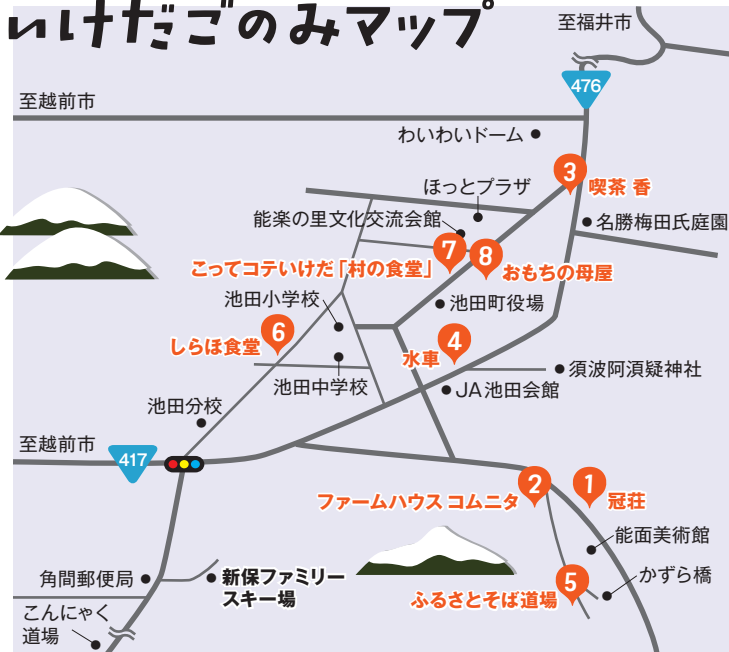 いけだごのみマップ
至福井市
476
至越前市
わいわいドーム
3
喫茶 香
ほっとプラザ
能楽の里文化交流会館
名勝梅田氏庭園
7
8
こってコテいけだ「村の食堂」
おもちの母屋
池田小学校
池田町役場
6
しらほ食堂
4
水車
須波阿須疑神社
池田中学校
JA池田会館
池田分校
至越前市
417
2
1
ファームハウス コムニタ
冠荘
能面美術館
角間郵便局
新保ファミリー
スキー場
5
かずら橋
ふるさとそば道場
こんにゃく
道場